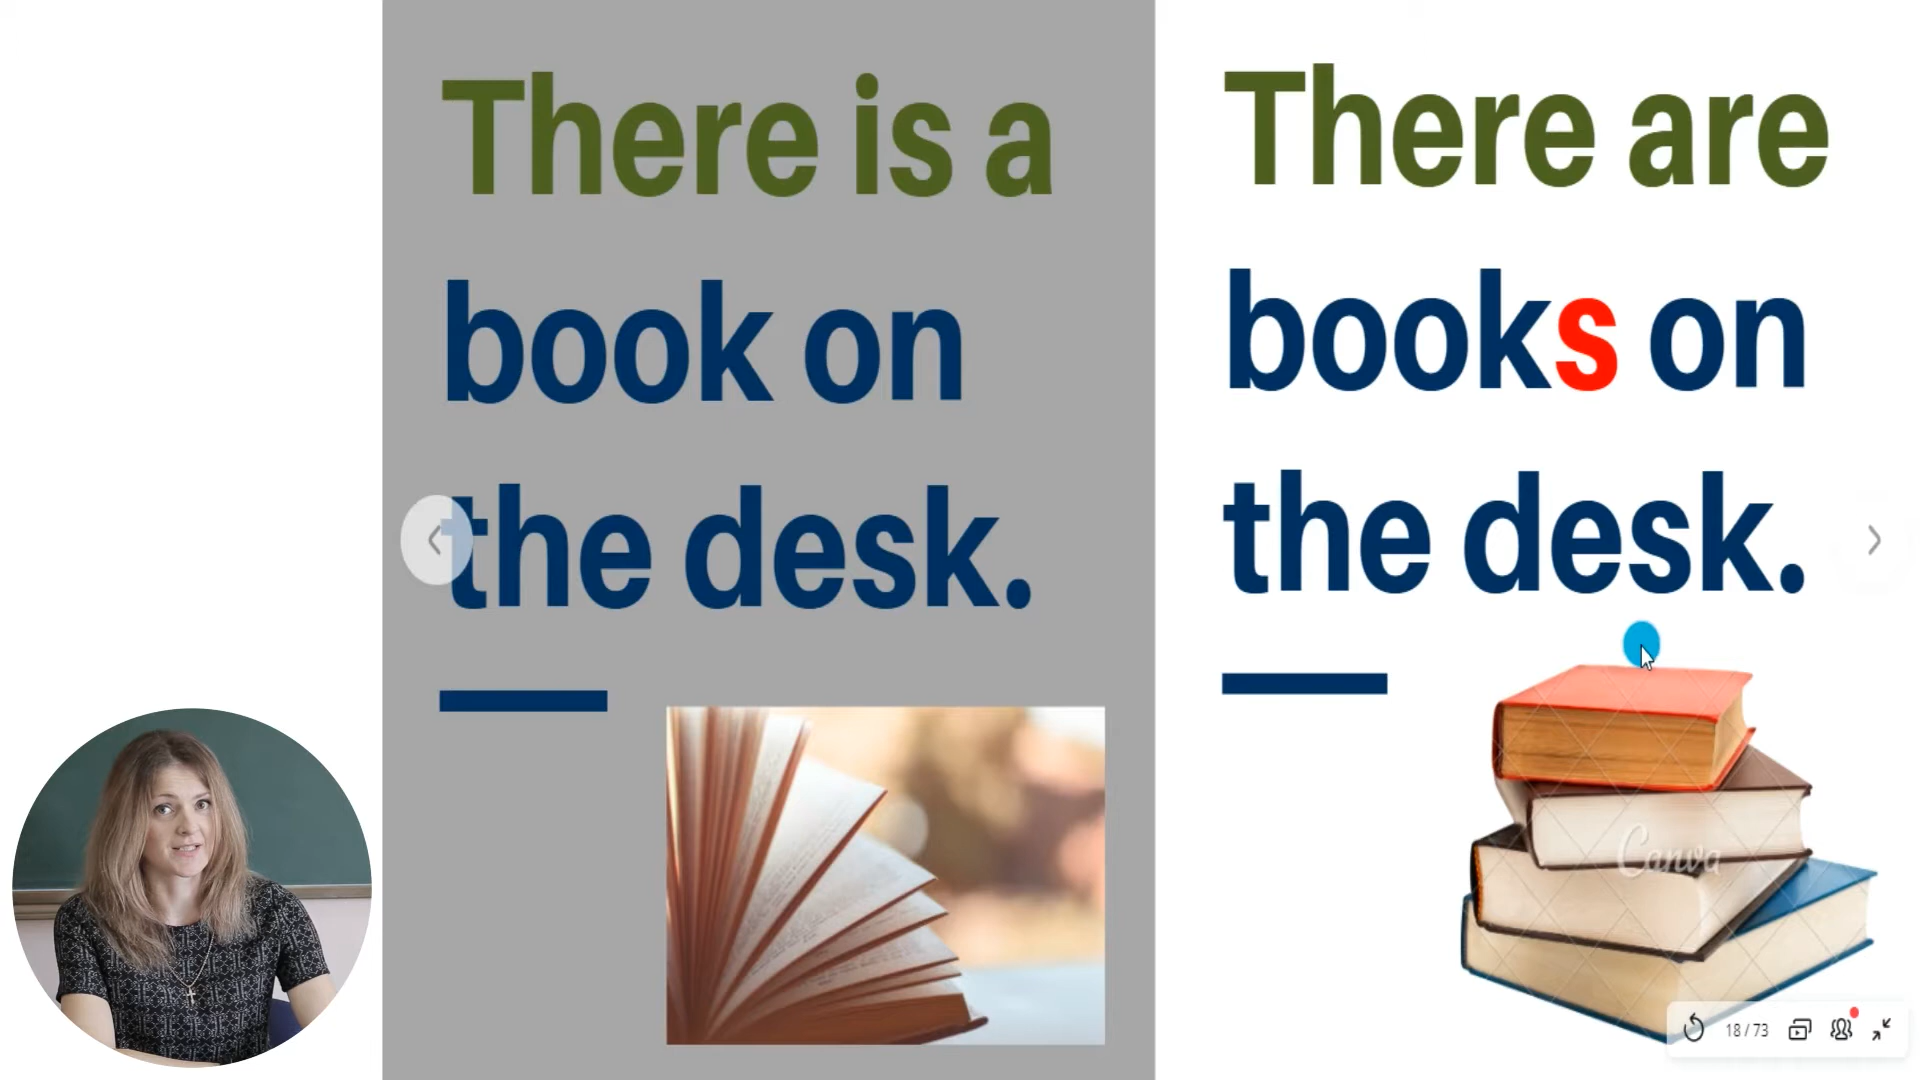 There is a
book on
the desk.
There are
books on
the desk.
Canva
18 / 73